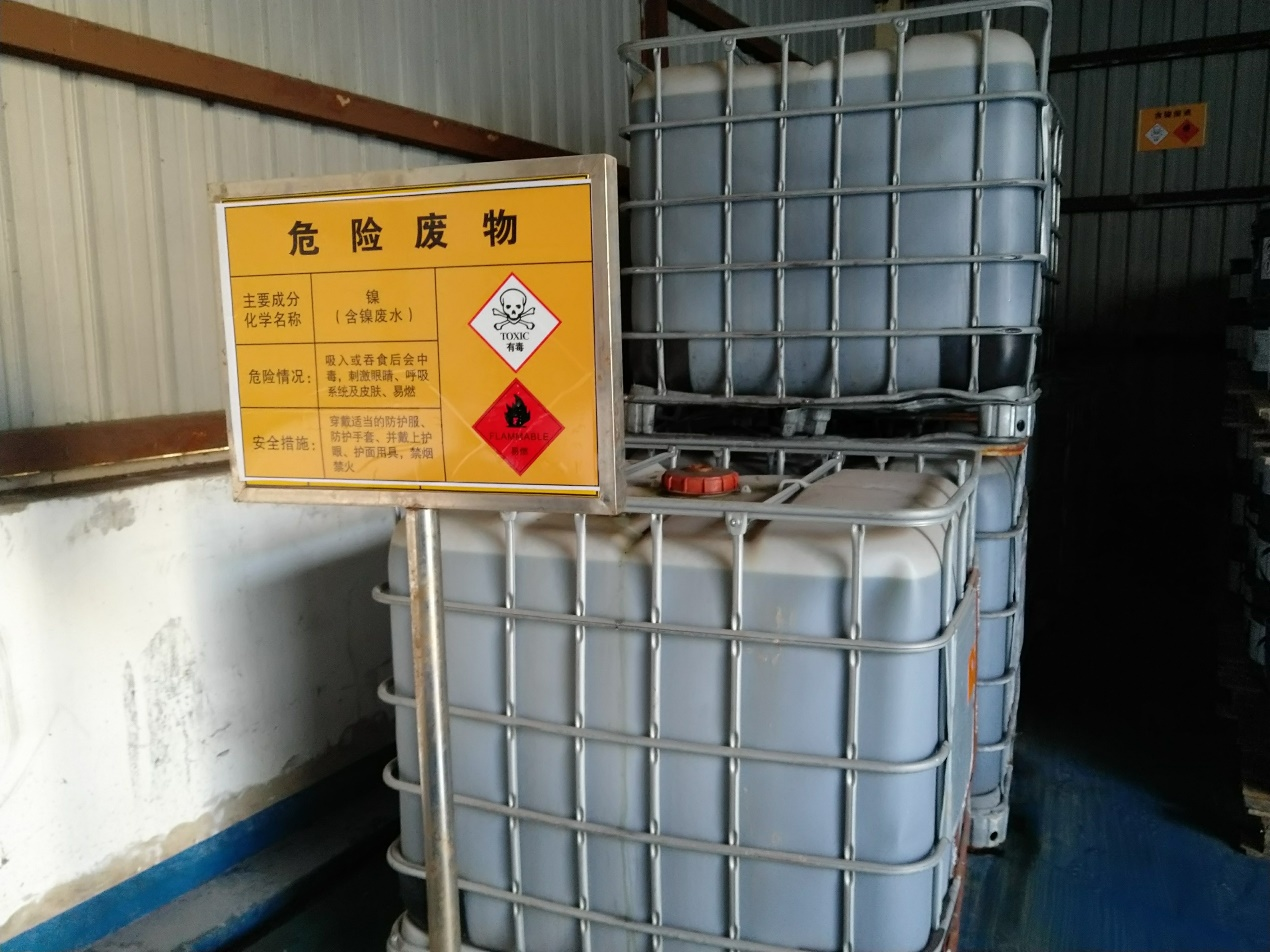 危险废物
主要成分
化学名称
镍
（含镍废水）
危险情况：
吸入或吞食后会中
毒，刺激眼睛、呼吸
系统及皮肤、易燃
安全措施：
穿戴适当的防护服、
防护手套、并戴上护
眼、护面用具，禁烟
禁火
TOXIC
有毒
FLAMMABLE
易燃